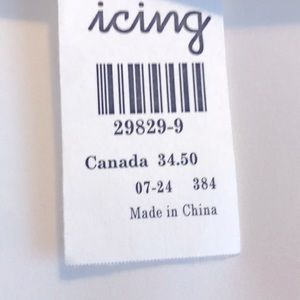 icing
29829-9
Canada 34.50
07-24 384
Made in China